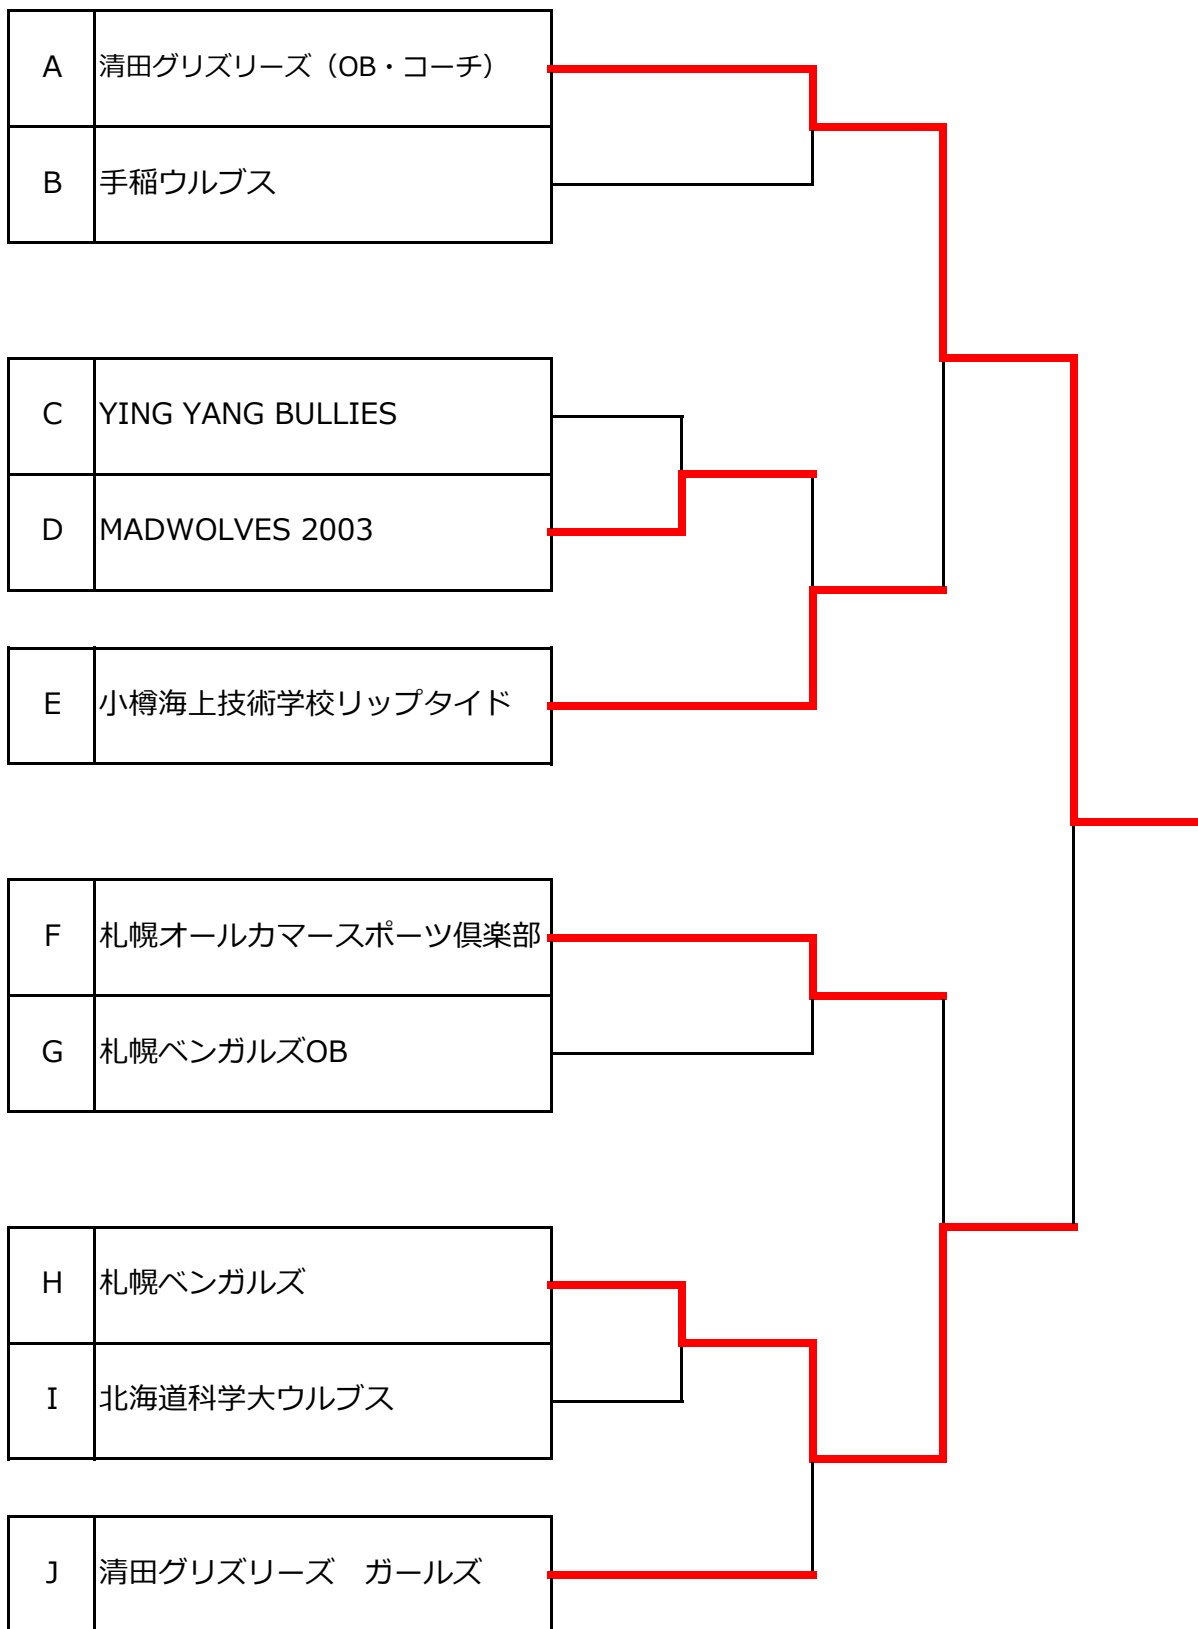 A 清田グリズリーズ（OB・コーチ）
B 手稲ウルブス
C YING YANG BULLIES
D MADWOLVES 2003
E 小樽海上技術学校リップタイド
F 札幌オールカマースポーツ倶楽部
G 札幌ベンガルズOB
H 札幌ベンガルズ
I 北海道科学大ウルブス
J 清田グリズリーズ　ガールズ